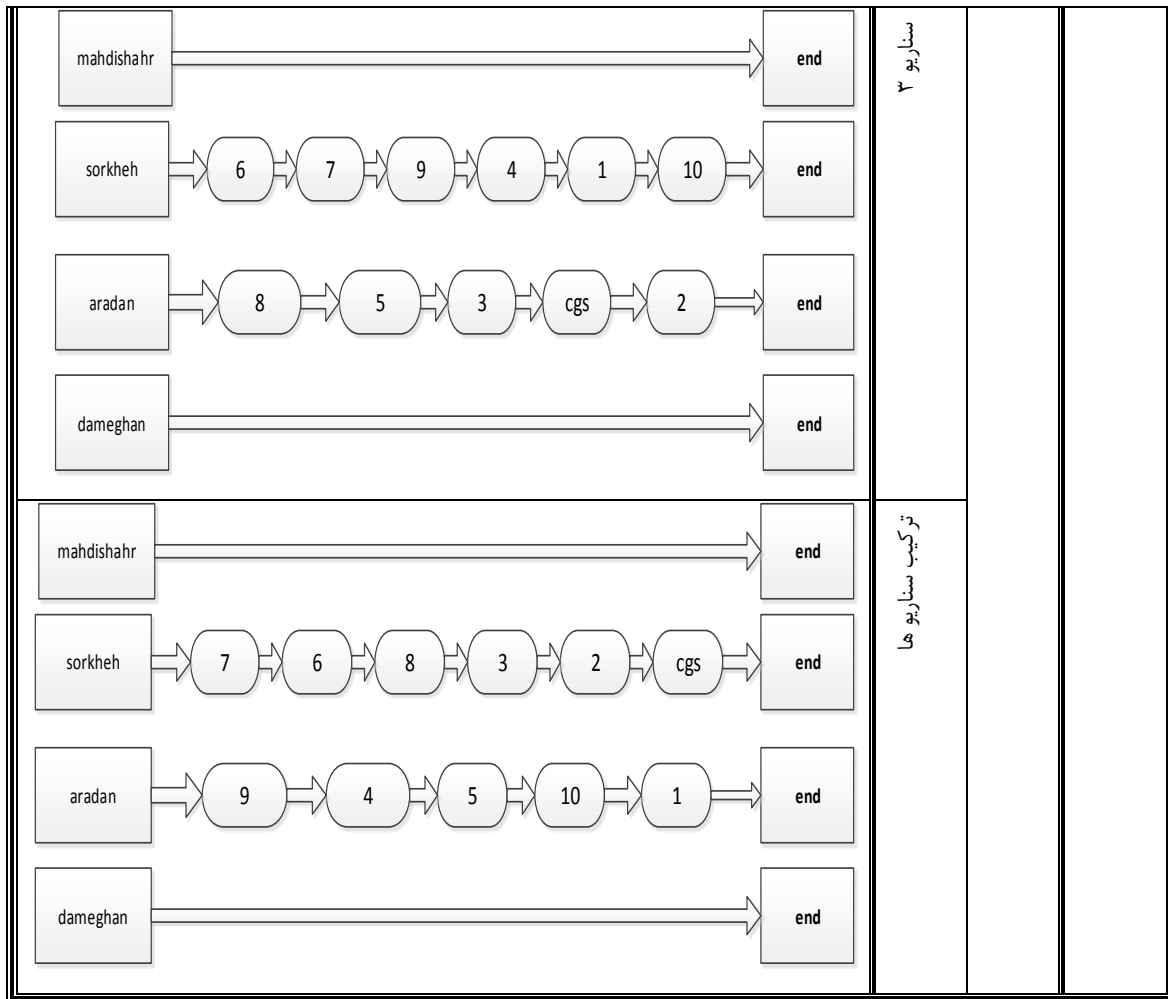 سناریو ۳
mahdishahr end
sorkheh 6 7 9 4 1 10 end
aradan 8 5 3 cgs 2 end
dameghan end
ترکیب سناریو ها
mahdishahr end
sorkheh 7 6 8 3 2 cgs end
aradan 9 4 5 10 1 end
dameghan end